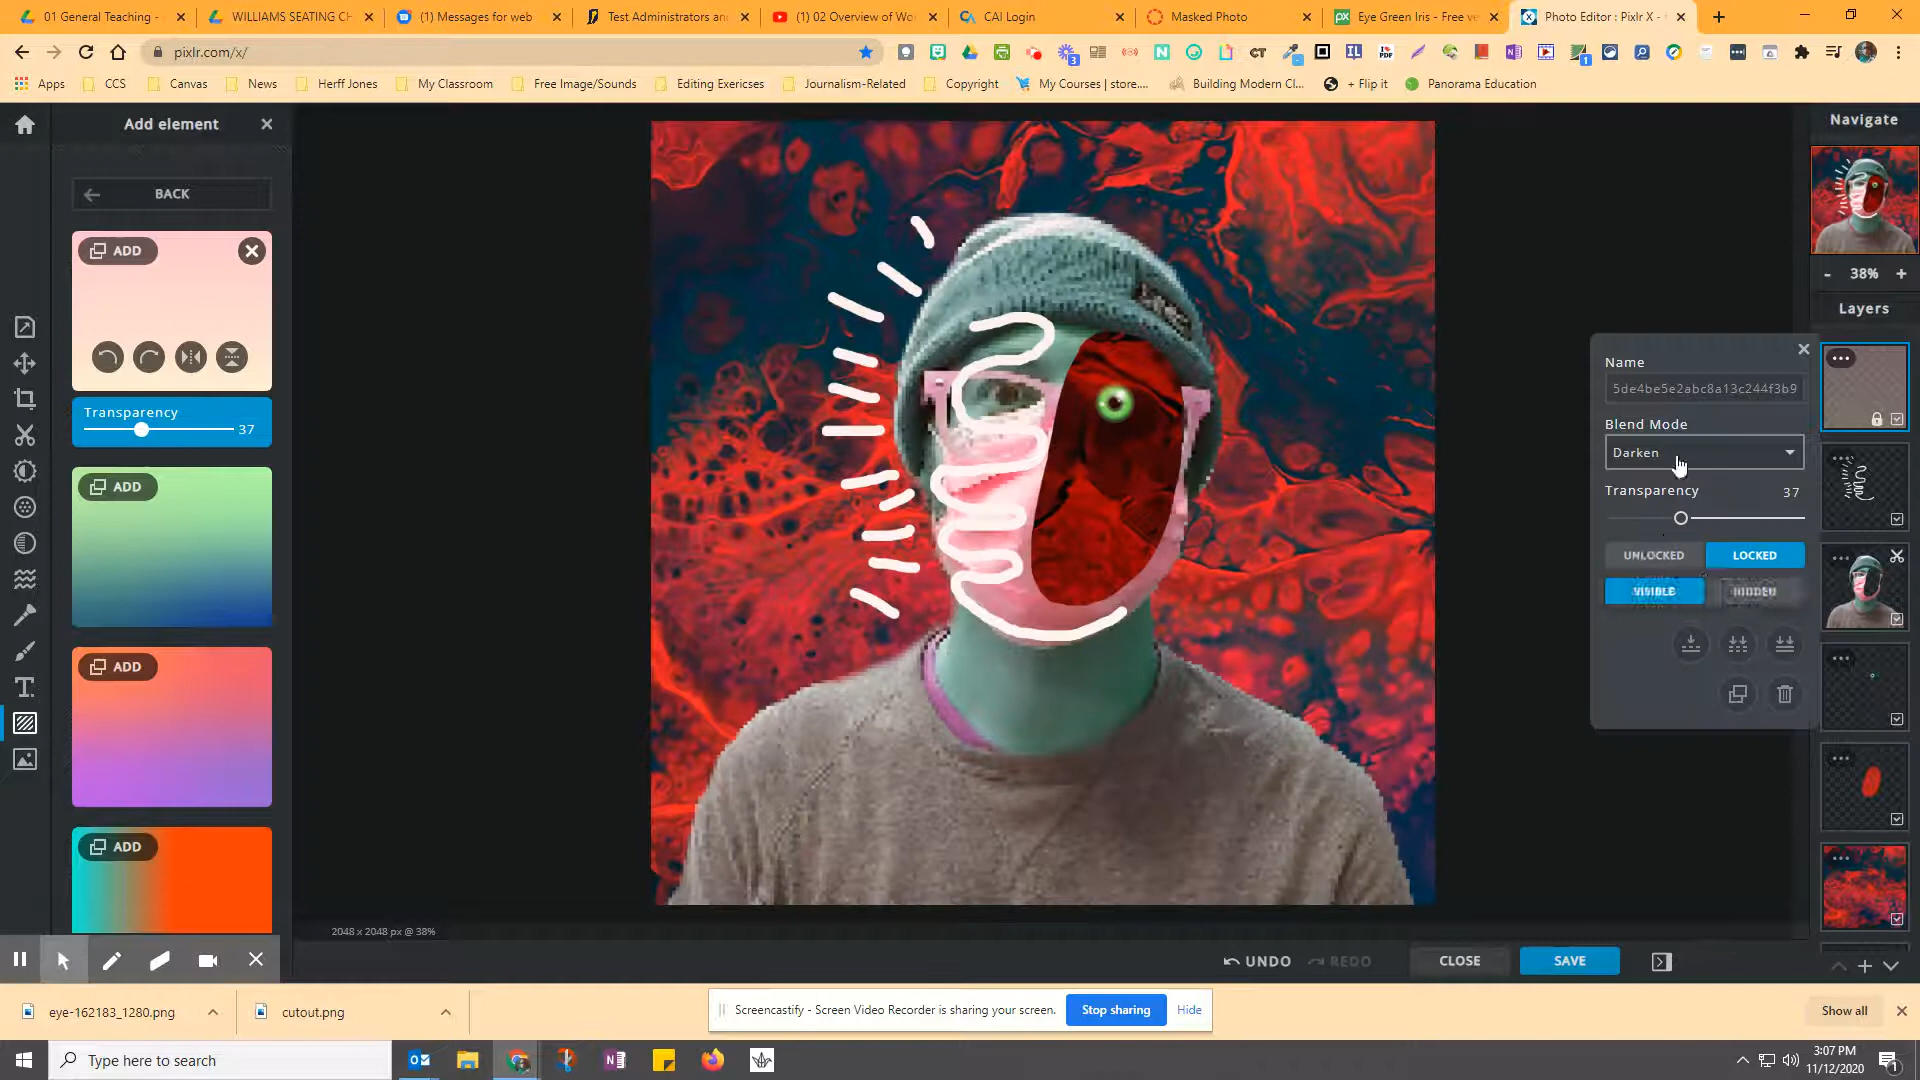 01 General Teaching -
WILLIAMS SEATING CH
(1) Messages for web
Test Administrators and
(1) 02 Overview of Wo
CAI Login
Masked Photo
Eye Green Iris - Free ve
Photo Editor : Pixlr X -
pixlr.com/x/
Apps
CCS
Canvas
News
Herff Jones
My Classroom
Free Image/Sounds
Editing Exericses
Journalism-Related
Copyright
My Courses | store....
Building Modern Cl...
+ Flip it
Panorama Education
Add element
BACK
ADD
Transparency
37
ADD
ADD
ADD
2048 x 2048 px @ 38%
UNDO
REDO
CLOSE
SAVE
Navigate
- 38% +
Layers
Name
5de4be5e2abc8a13c244f3b9
Blend Mode
Darken
Transparency 37
UNLOCKED LOCKED
VISIBLE HIDDEN
eye-162183_1280.png
cutout.png
Screencastify - Screen Video Recorder is sharing your screen.
Stop sharing
Hide
Show all
Type here to search
3:07 PM
11/12/2020